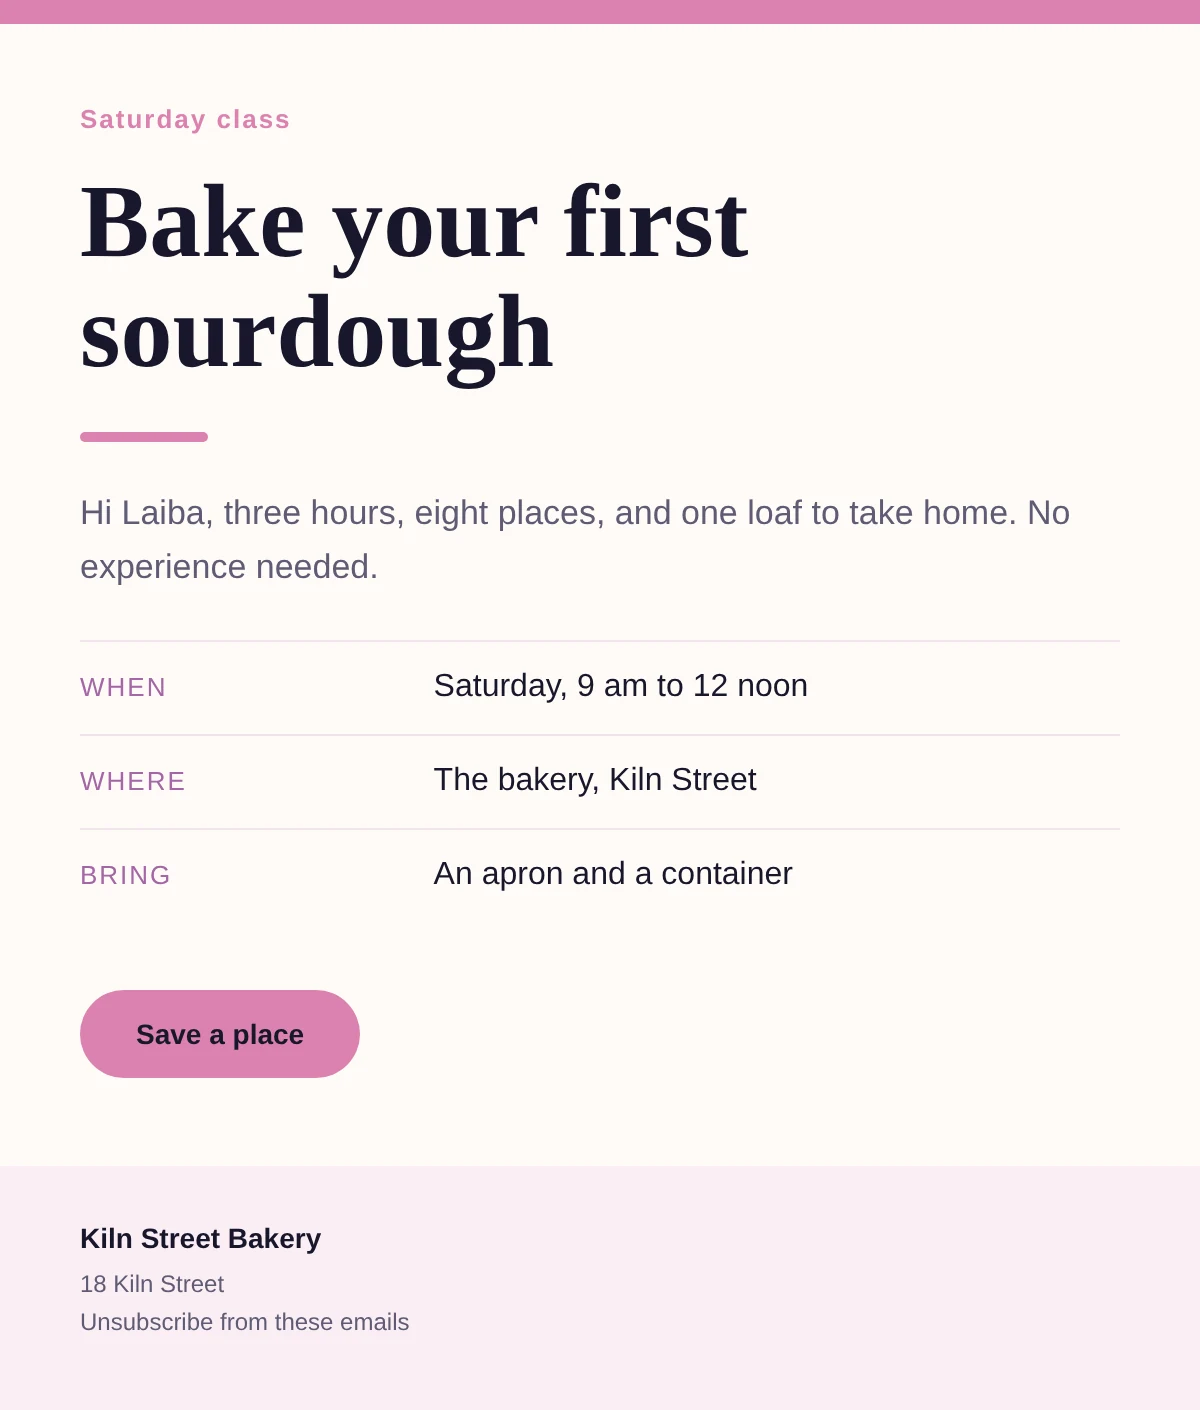 Saturday class
Bake your first
sourdough
Hi Laiba, three hours, eight places, and one loaf to take home. No
experience needed.
WHEN Saturday, 9 am to 12 noon
WHERE The bakery, Kiln Street
BRING An apron and a container
Save a place
Kiln Street Bakery
18 Kiln Street
Unsubscribe from these emails